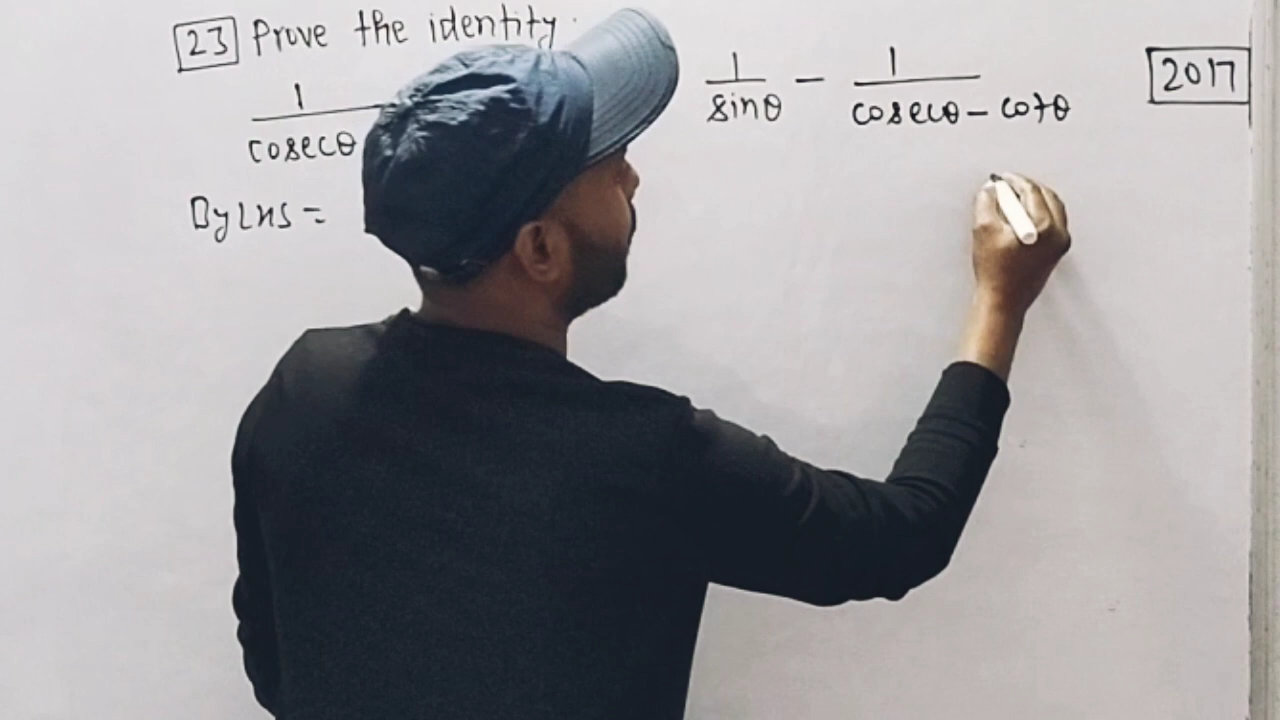 23 Prove the identity.
1/cosecθ 1/sinθ - 1/cosecθ - cotθ 2017
By LHS =